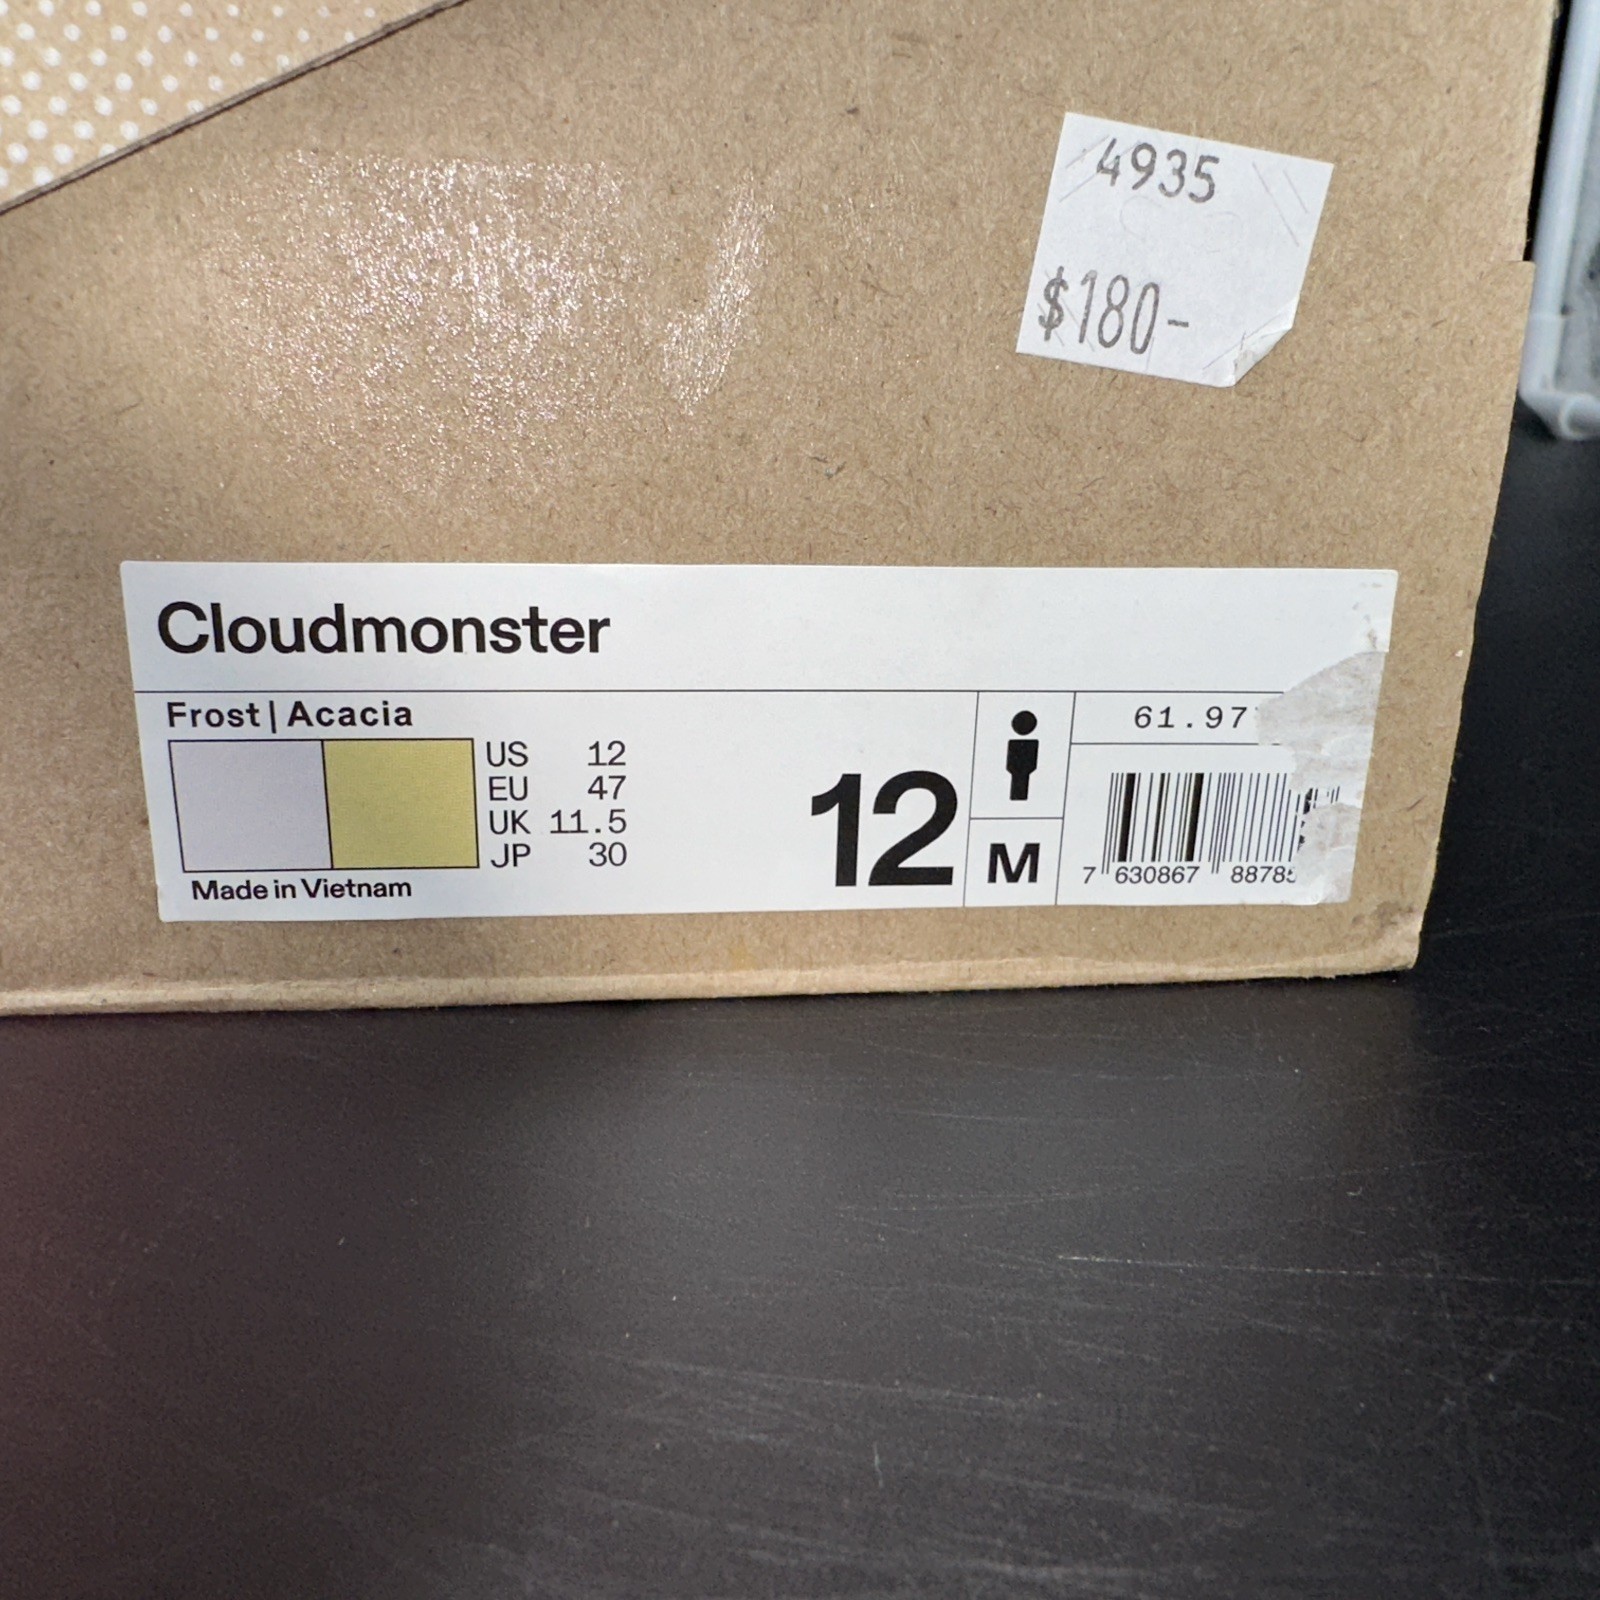 4935
$180-
Cloudmonster
Frost | Acacia
US 12
EU 47
UK 11.5
JP 30
Made in Vietnam
12
M
61.97
7 630867 8878